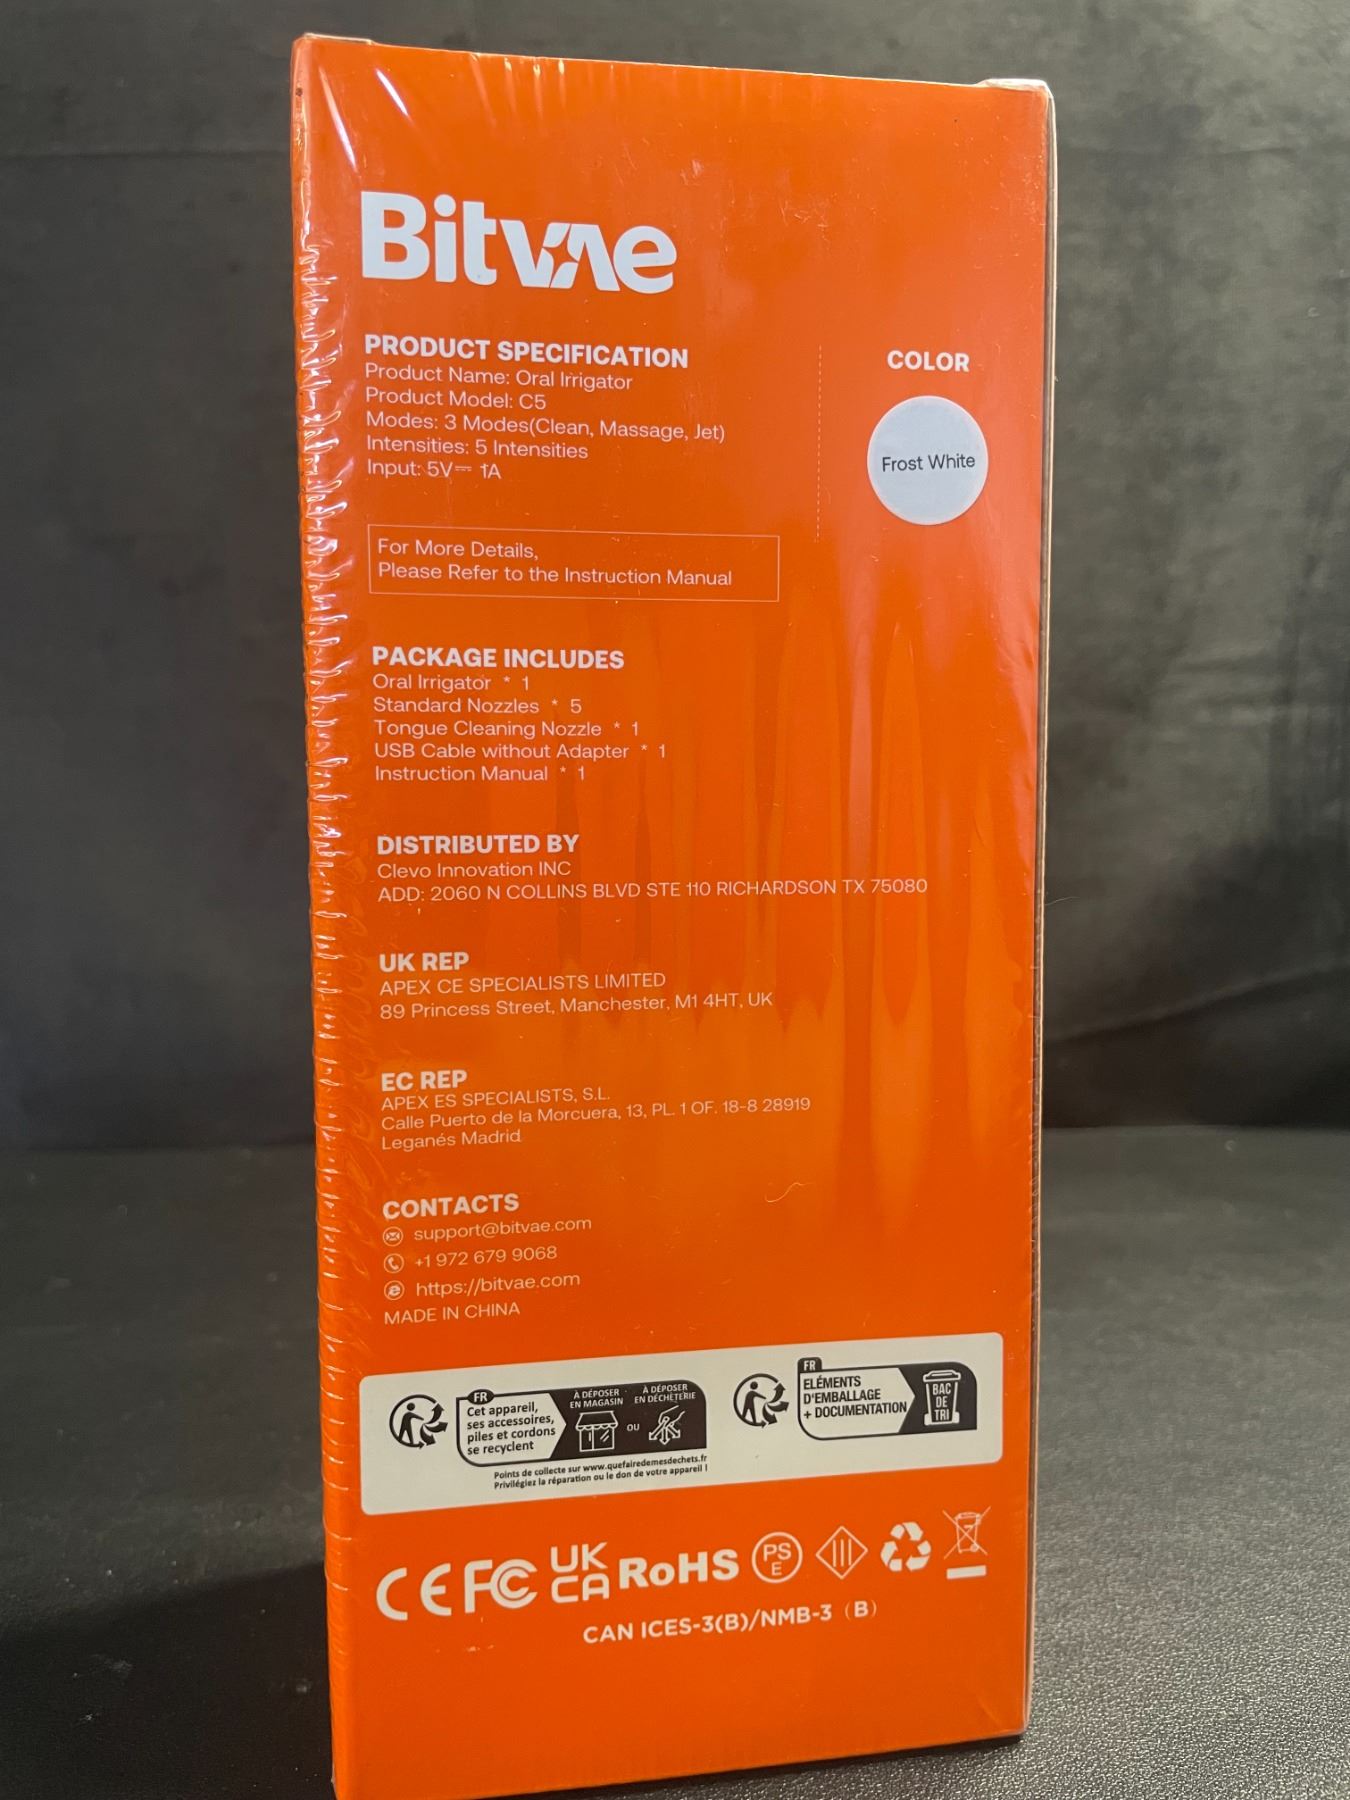 Bitvae
PRODUCT SPECIFICATION
Product Name: Oral Irrigator
Product Model: C5
Modes: 3 Modes(Clean, Massage, Jet)
Intensities: 5 Intensities
Input: 5V⎓ 1A
COLOR
Frost White
For More Details,
Please Refer to the Instruction Manual
PACKAGE INCLUDES
Oral Irrigator * 1
Standard Nozzles * 5
Tongue Cleaning Nozzle * 1
USB Cable without Adapter * 1
Instruction Manual * 1
DISTRIBUTED BY
Clevo Innovation INC
ADD: 2060 N COLLINS BLVD STE 110 RICHARDSON TX 75080
UK REP
APEX CE SPECIALISTS LIMITED
89 Princess Street, Manchester, M1 4HT, UK
EC REP
APEX ES SPECIALISTS, S.L.
Calle Puerto de la Morcuera, 13, PL. 1 OF. 18-8 28919
Leganés Madrid
CONTACTS
support@bitvae.com
+1 972 679 9068
https://bitvae.com
MADE IN CHINA
FR
Cet appareil,
ses accessoires,
piles et cordons
se recyclent
À DÉPOSER
EN MAGASIN
OU
À DÉPOSER
EN DÉCHÈTERIE
Points de collecte sur www.quefairedemesdechets.fr
Privilégiez la réparation ou le don de votre appareil !
FR
ELÉMENTS
D'EMBALLAGE
+ DOCUMENTATION
BAC
DE
TRI
CE FC UK
CA RoHS PS
E
CAN ICES-3(B)/NMB-3（B）